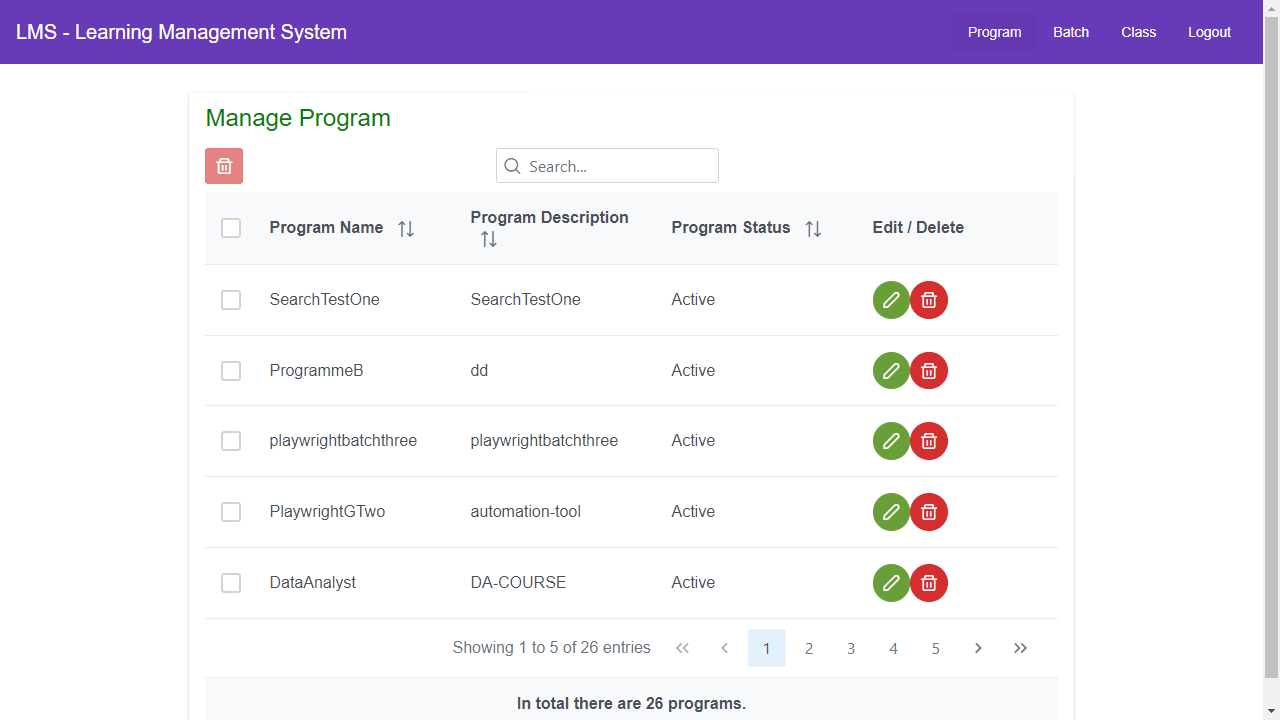 LMS - Learning Management System
Program Batch Class Logout
Manage Program
Search...
Program Name Program Description Program Status Edit / Delete
SearchTestOne SearchTestOne Active
ProgrammeB dd Active
playwrightbatchthree playwrightbatchthree Active
PlaywrightGTwo automation-tool Active
DataAnalyst DA-COURSE Active
Showing 1 to 5 of 26 entries 1 2 3 4 5
In total there are 26 programs.